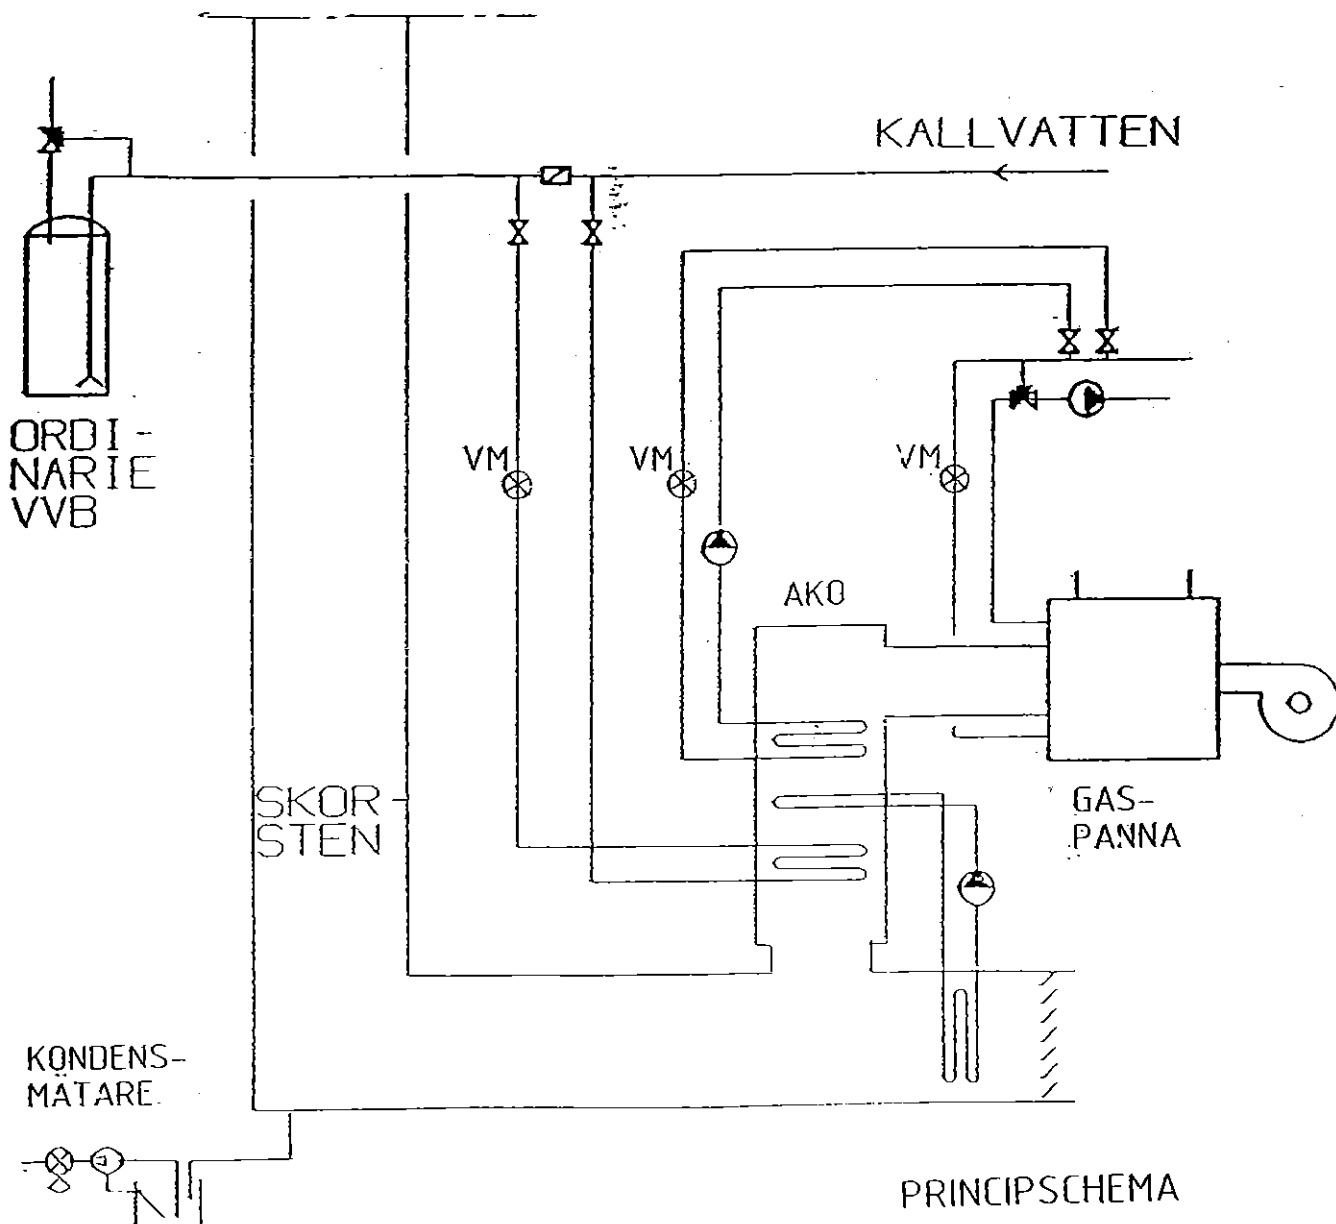 KALLVATTEN
ORDI-
NARIE
VVB
VM
VM
VM
AKO
SKOR-
STEN
GAS-
PANNA
KONDENS-
MÄTARE
PRINCIPSCHEMA